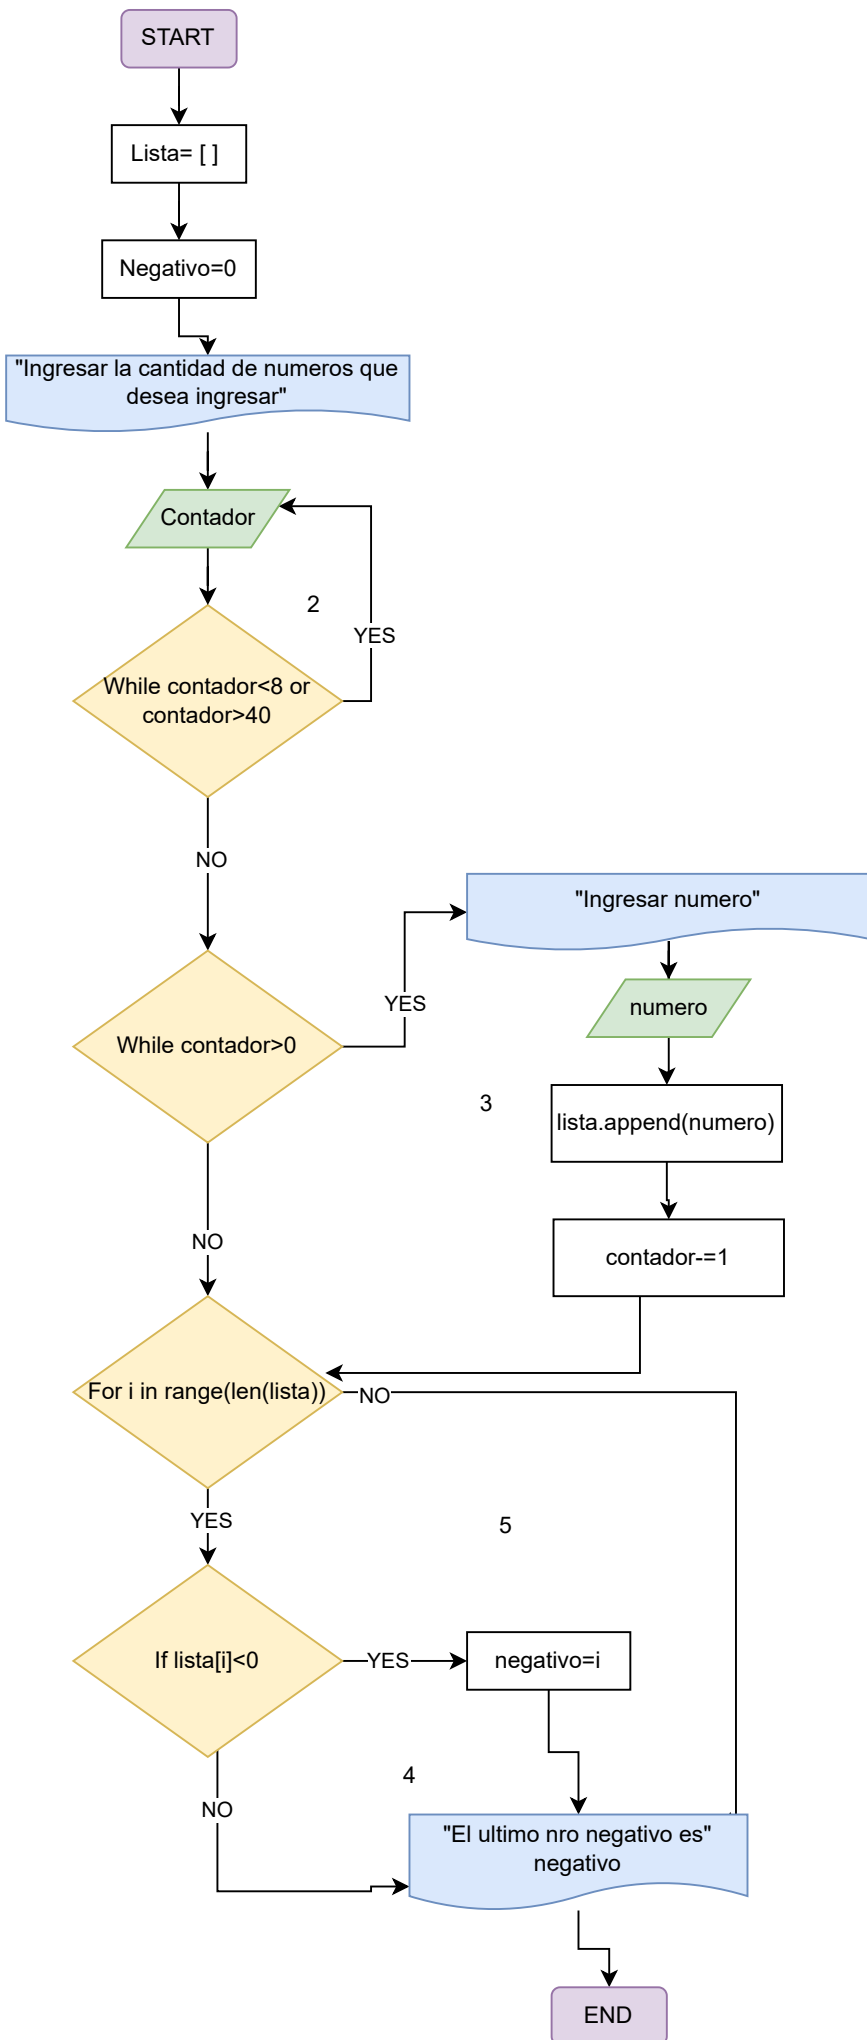 START
Lista= [ ]
Negativo=0
"Ingresar la cantidad de numeros que
desea ingresar"
Contador
2
YES
While contador<8 or
contador>40
NO
"Ingresar numero"
YES
numero
While contador>0
3
lista.append(numero)
NO
contador-=1
For i in range(len(lista))
NO
YES
5
If lista[i]<0
YES
negativo=i
4
NO
"El ultimo nro negativo es"
negativo
END